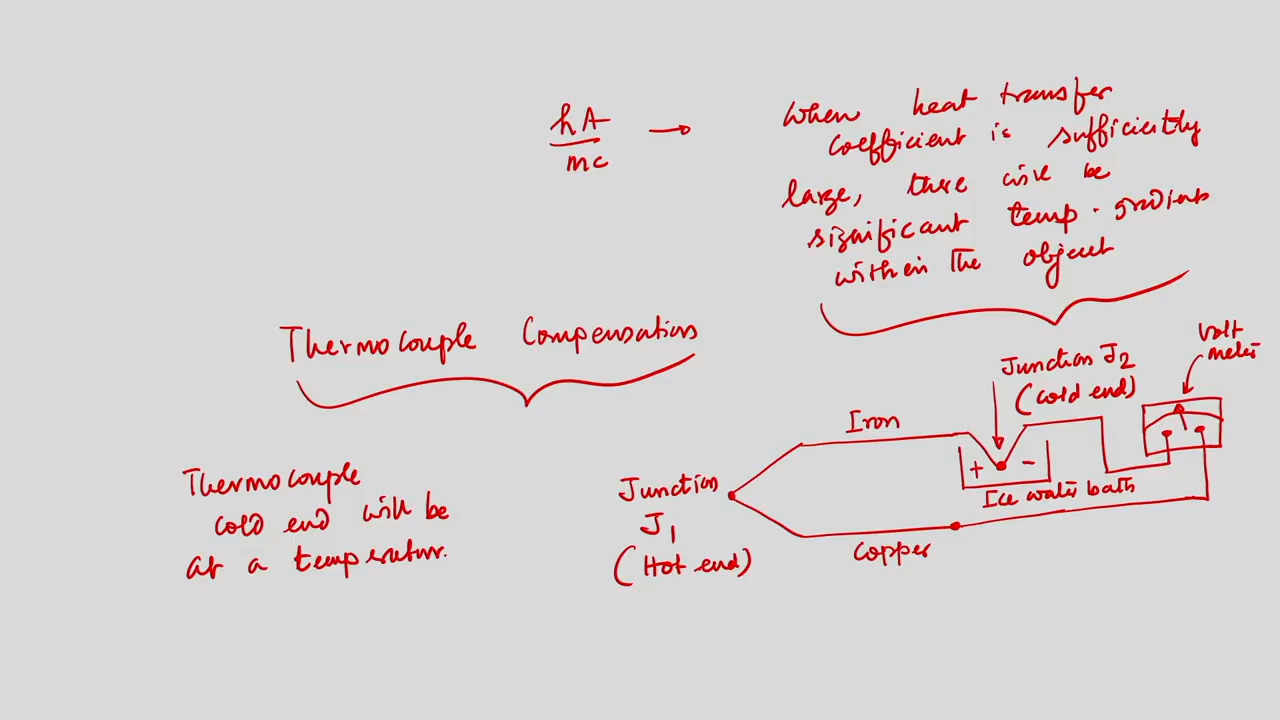 hA
mc
When heat transfer
coefficient is sufficiently
large, there will be
significant temp. gradients
within the object
Thermocouple Compensation
Thermocouple
cold end will be
at a temperature.
Junction J2
(cold end)
Volt
meter
Iron
+ -
Ice water bath
Junction
J1
(Hot end)
Copper